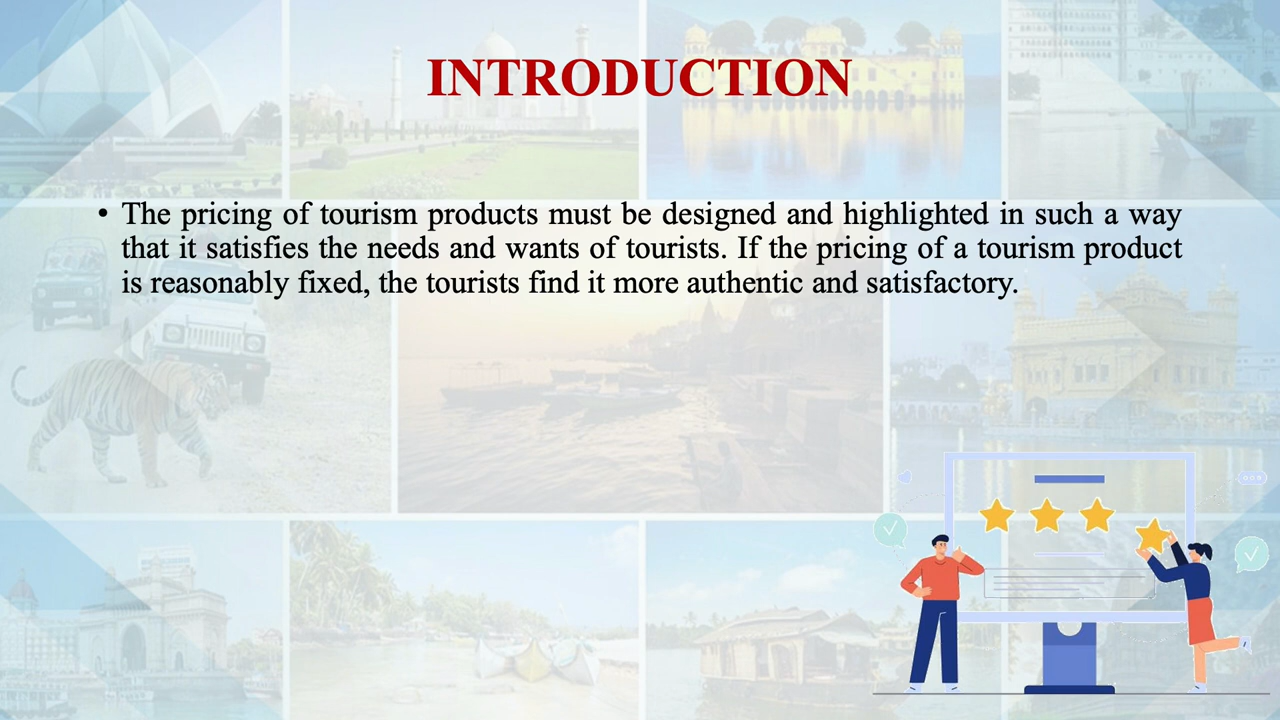 INTRODUCTION
• The pricing of tourism products must be designed and highlighted in such a way
that it satisfies the needs and wants of tourists. If the pricing of a tourism product
is reasonably fixed, the tourists find it more authentic and satisfactory.